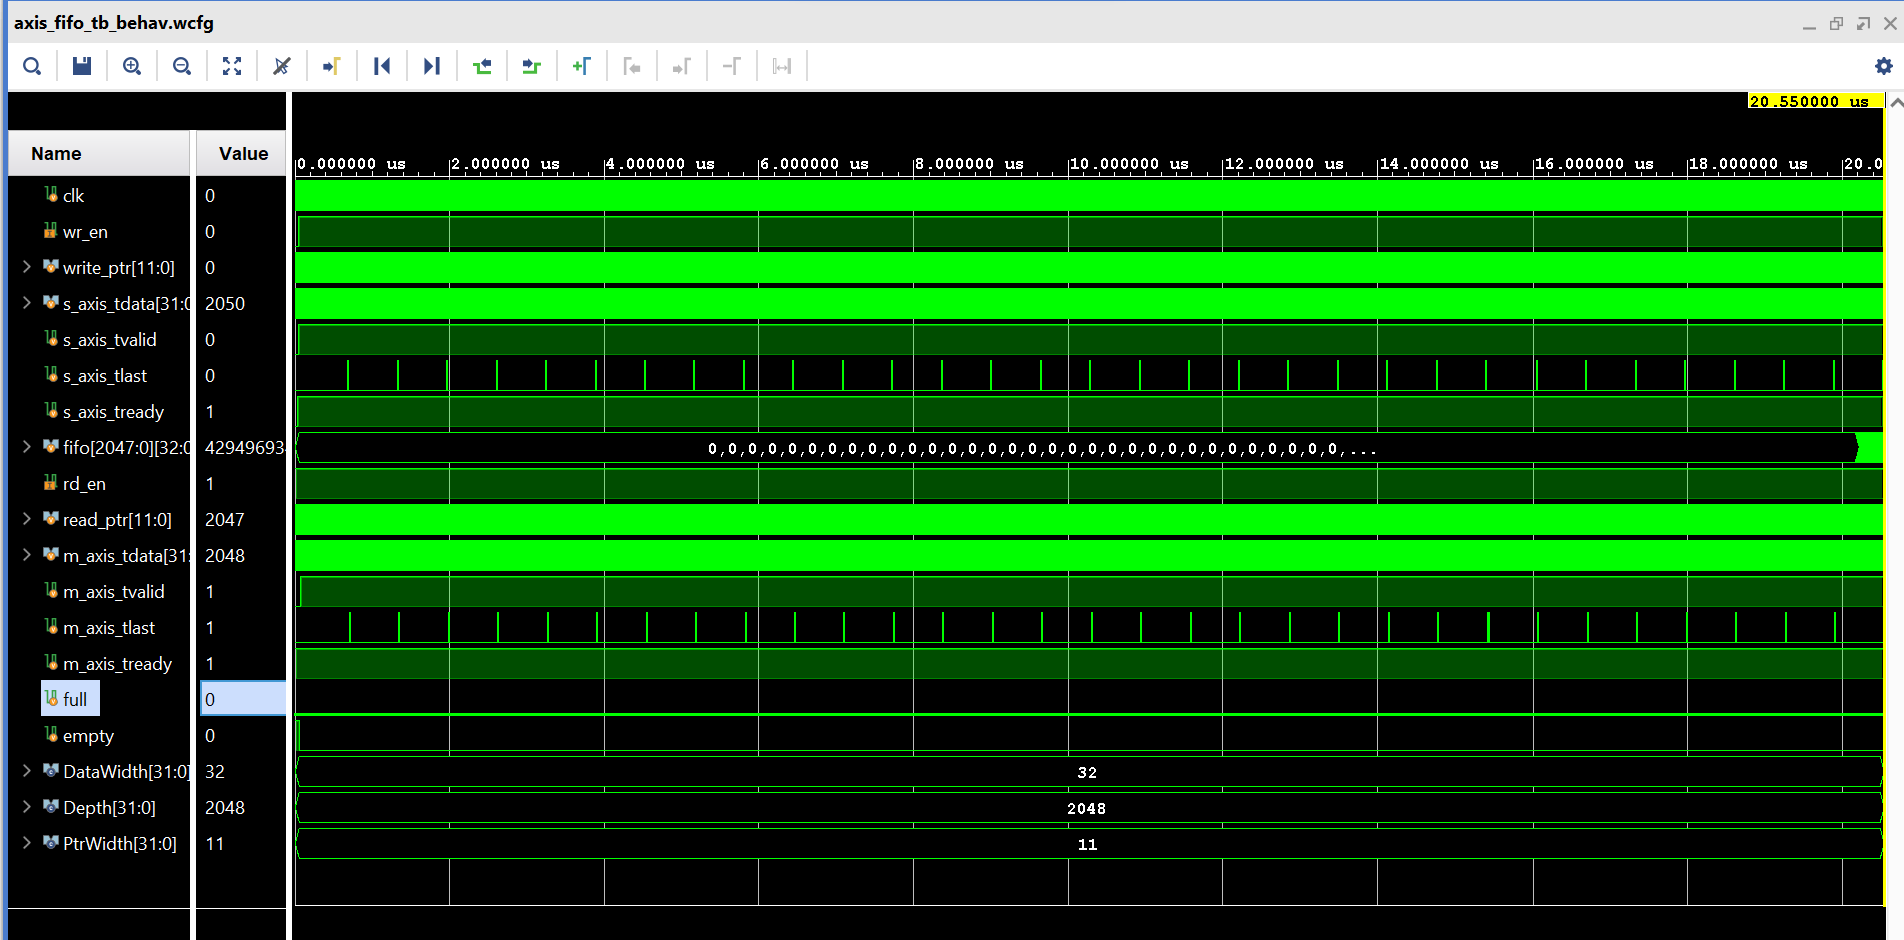 axis_fifo_tb_behav.wcfg
20.550000 us
Name Value
0.000000 us 2.000000 us 4.000000 us 6.000000 us 8.000000 us 10.000000 us 12.000000 us 14.000000 us 16.000000 us 18.000000 us 20.0
clk 0
wr_en 0
write_ptr[11:0] 0
s_axis_tdata[31:0 2050
s_axis_tvalid 0
s_axis_tlast 0
s_axis_tready 1
fifo[2047:0][32:0 42949693 0,0,0,0,0,0,0,0,0,0,0,0,0,0,0,0,0,0,0,0,0,0,0,0,0,0,0,0,0,0,0,0,...
rd_en 1
read_ptr[11:0] 2047
m_axis_tdata[31: 2048
m_axis_tvalid 1
m_axis_tlast 1
m_axis_tready 1
full 0
empty 0
DataWidth[31:0] 32 32
Depth[31:0] 2048 2048
PtrWidth[31:0] 11 11